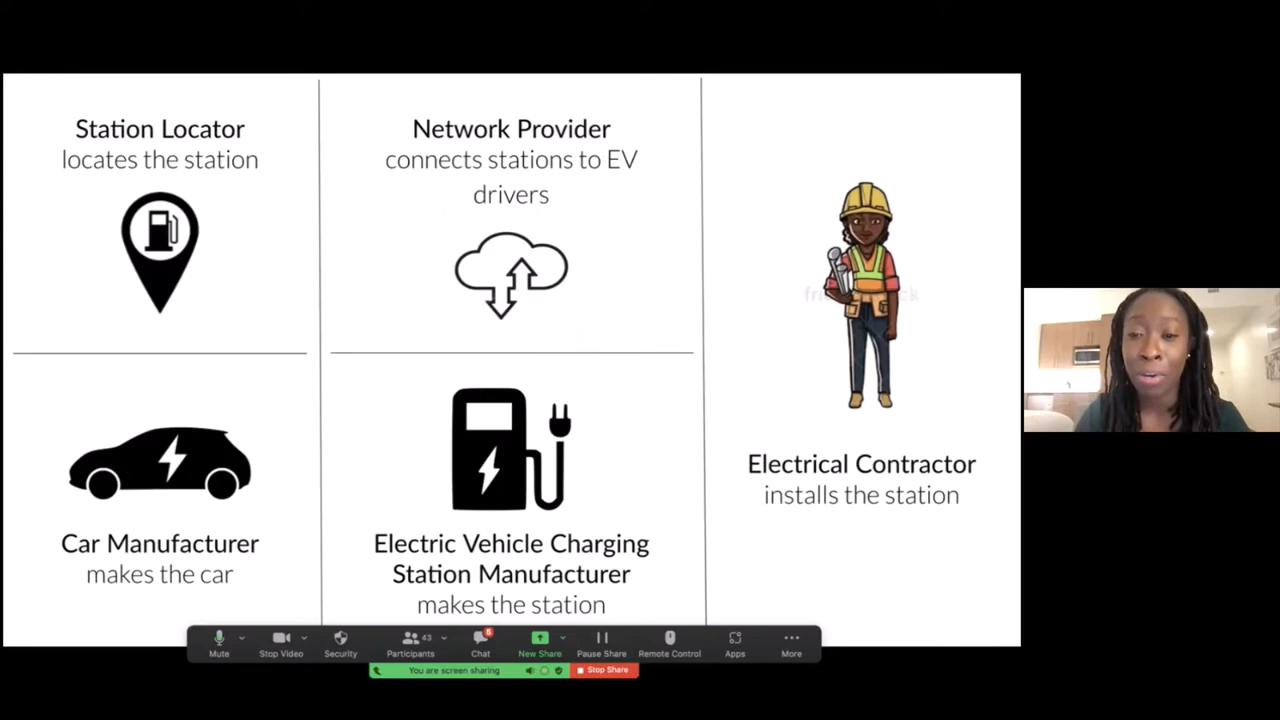 Station Locator
locates the station
Network Provider
connects stations to EV
drivers
Car Manufacturer
makes the car
Electric Vehicle Charging
Station Manufacturer
makes the station
Electrical Contractor
installs the station
Mute
Stop Video
Security
43
Participants
6
Chat
New Share
Pause Share
Remote Control
Apps
More
You are screen sharing
Stop Share